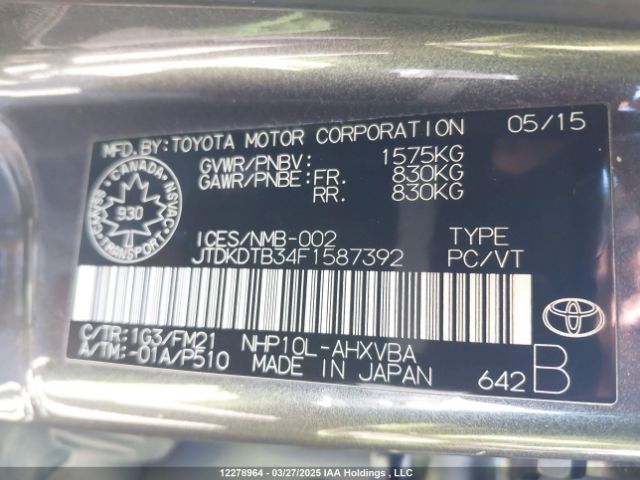 MFD.BY:TOYOTA MOTOR CORPORATION 05/15
GVWR/PNBV: 1575KG
GAWR/PNBE:FR. 830KG
RR. 830KG
CANADA
CMVSS NSVAC
930
TRANSPORT
ICES/NMB-002 TYPE
JTDKDTB34F1587392 PC/VT
C/TR:1G3/FM21 NHP10L-AHXVBA
A/TM:-01A/P510 MADE IN JAPAN 642 B
12278964 - 03/27/2025 IAA Holdings , LLC